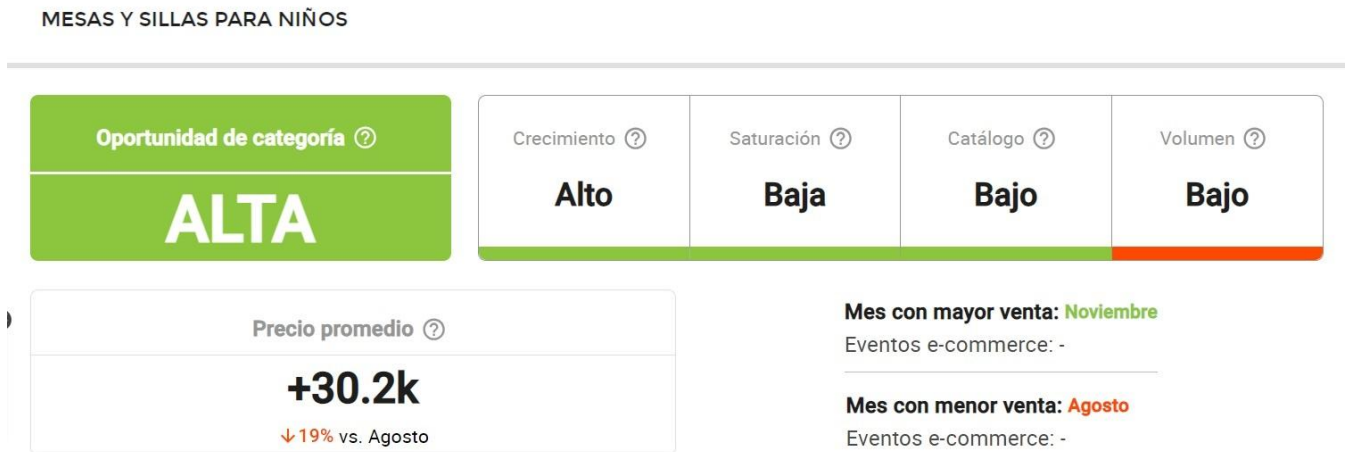 MESAS Y SILLAS PARA NIÑOS
Oportunidad de categoría ?
ALTA
Crecimiento ?
Alto
Saturación ?
Baja
Catálogo ?
Bajo
Volumen ?
Bajo
Precio promedio ?
+30.2k
↓19% vs. Agosto
Mes con mayor venta: Noviembre
Eventos e-commerce: -
Mes con menor venta: Agosto
Eventos e-commerce: -